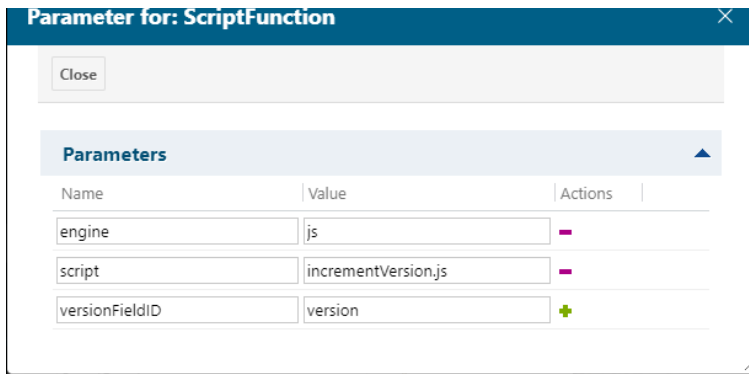 Parameter for: ScriptFunction
Close
Parameters
Name Value Actions
engine js
script incrementVersion.js
versionFieldID version